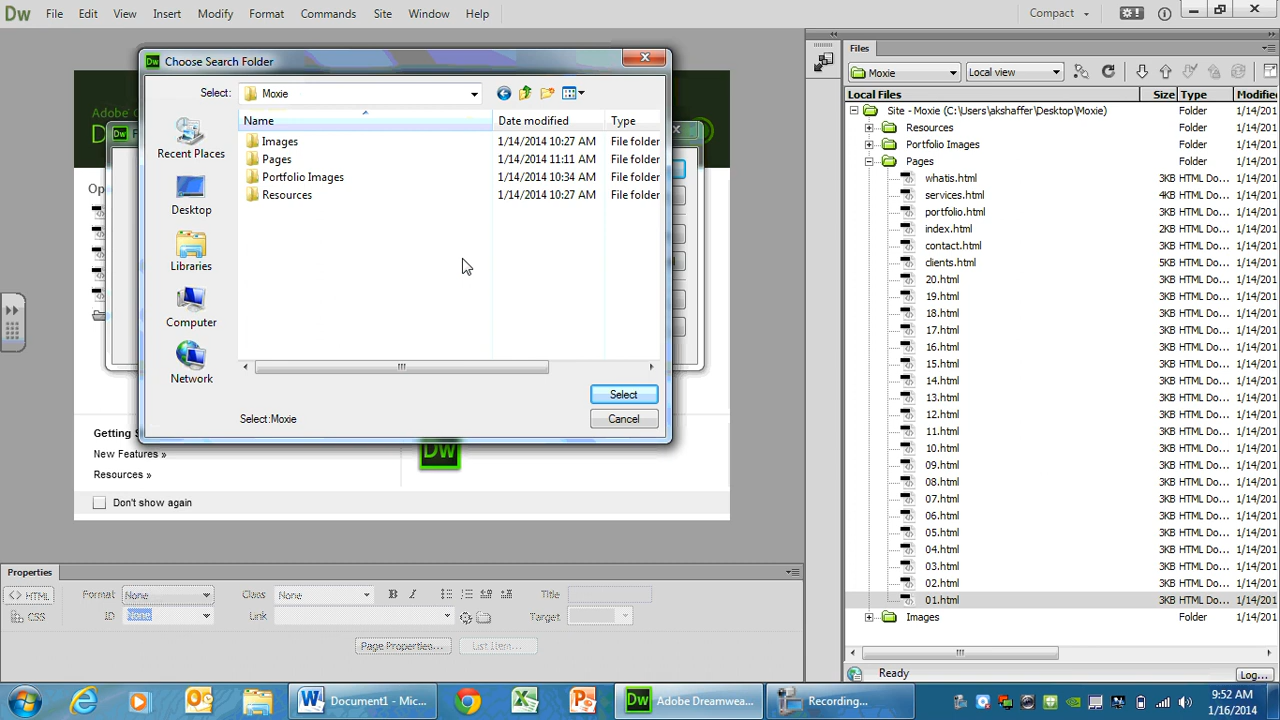 Dw File Edit View Insert Modify Format Commands Site Window Help Compact
Dw Choose Search Folder
Select: Moxie
Name Date modified Type
Images 1/14/2014 10:27 AM File folder
Pages 1/14/2014 11:11 AM File folder
Portfolio Images 1/14/2014 10:34 AM File folder
Resources 1/14/2014 10:27 AM File folder
Recent Places
Desktop
Libraries
Computer
Network
Select
Select:Moxie
Cancel
Adobe
D
Dw F
Op
Getting S
New Features »
Resources »
Dw
Don't show again
Properties
<> HTML Format None Class None B I Title
CSS ID None Link Target
Page Properties... List Item...
Files
Moxie Local view
Local Files Size Type Modified
Site - Moxie (C:\Users\akshaffer\Desktop\Moxie) Folder 1/14/201
Resources Folder 1/14/201
Portfolio Images Folder 1/14/201
Pages Folder 1/14/201
whatis.html 3KB HTML Do... 1/14/201
services.html 3KB HTML Do... 1/14/201
portfolio.html 3KB HTML Do... 1/14/201
index.html 3KB HTML Do... 1/14/201
contact.html 3KB HTML Do... 1/14/201
clients.html 3KB HTML Do... 1/14/201
20.html 3KB HTML Do... 1/14/201
19.html 3KB HTML Do... 1/14/201
18.html 3KB HTML Do... 1/14/201
17.html 3KB HTML Do... 1/14/201
16.html 3KB HTML Do... 1/14/201
15.html 3KB HTML Do... 1/14/201
14.html 3KB HTML Do... 1/14/201
13.html 3KB HTML Do... 1/14/201
12.html 3KB HTML Do... 1/14/201
11.html 3KB HTML Do... 1/14/201
10.html 3KB HTML Do... 1/14/201
09.html 3KB HTML Do... 1/14/201
08.html 3KB HTML Do... 1/14/201
07.html 3KB HTML Do... 1/14/201
06.html 3KB HTML Do... 1/14/201
05.html 3KB HTML Do... 1/14/201
04.html 3KB HTML Do... 1/14/201
03.html 3KB HTML Do... 1/14/201
02.html 3KB HTML Do... 1/14/201
01.html 3KB HTML Do... 1/14/201
Images Folder 1/14/201
Ready Log...
Document1 - Mic... Dw Adobe Dreamwea... Recording...
9:52 AM
1/16/2014